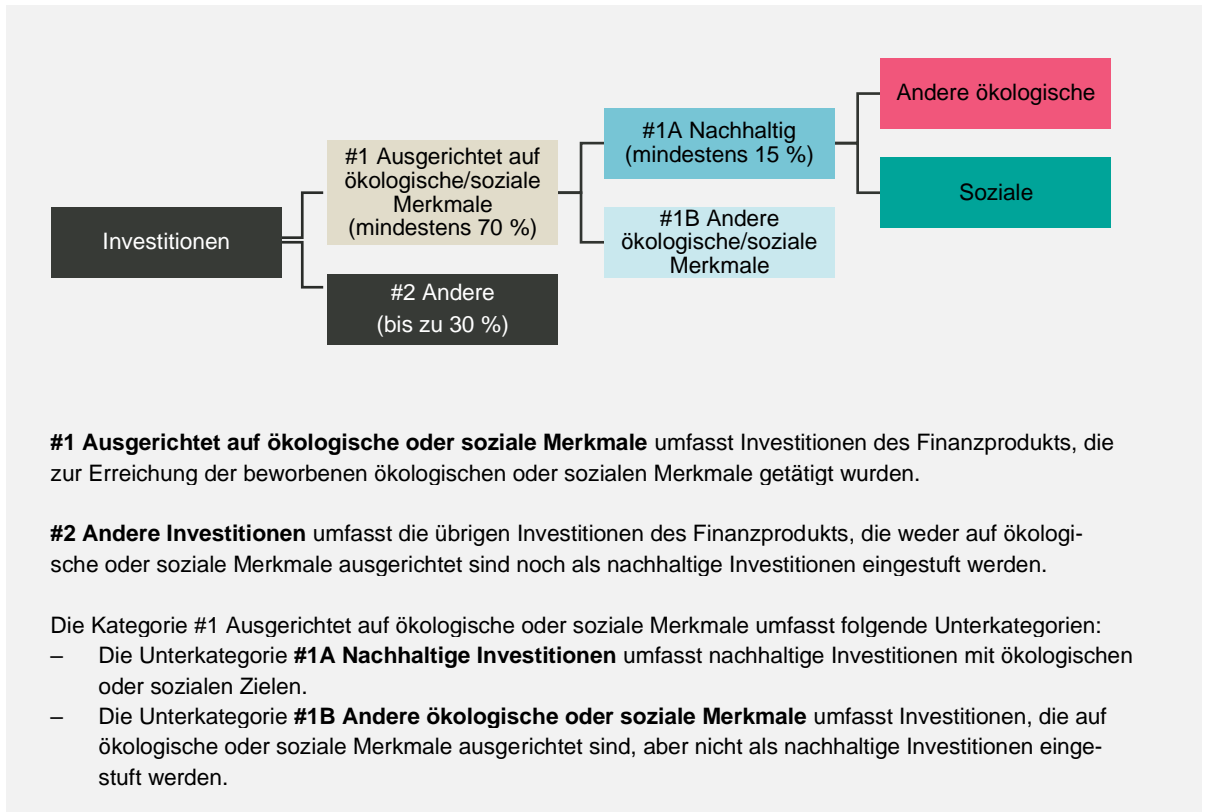 Investitionen
#1 Ausgerichtet auf
ökologische/soziale
Merkmale
(mindestens 70 %)
#2 Andere
(bis zu 30 %)
#1A Nachhaltig
(mindestens 15 %)
#1B Andere
ökologische/soziale
Merkmale
Andere ökologische
Soziale
#1 Ausgerichtet auf ökologische oder soziale Merkmale umfasst Investitionen des Finanzprodukts, die
zur Erreichung der beworbenen ökologischen oder sozialen Merkmale getätigt wurden.
#2 Andere Investitionen umfasst die übrigen Investitionen des Finanzprodukts, die weder auf ökologi-
sche oder soziale Merkmale ausgerichtet sind noch als nachhaltige Investitionen eingestuft werden.
Die Kategorie #1 Ausgerichtet auf ökologische oder soziale Merkmale umfasst folgende Unterkategorien:
– Die Unterkategorie #1A Nachhaltige Investitionen umfasst nachhaltige Investitionen mit ökologischen
oder sozialen Zielen.
– Die Unterkategorie #1B Andere ökologische oder soziale Merkmale umfasst Investitionen, die auf
ökologische oder soziale Merkmale ausgerichtet sind, aber nicht als nachhaltige Investitionen einge-
stuft werden.